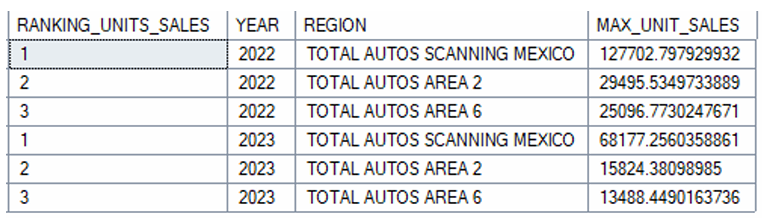 RANKING_UNITS_SALES YEAR REGION MAX_UNIT_SALES
1 2022 TOTAL AUTOS SCANNING MEXICO 127702.797929932
2 2022 TOTAL AUTOS AREA 2 29495.5349733889
3 2022 TOTAL AUTOS AREA 6 25096.7730247671
1 2023 TOTAL AUTOS SCANNING MEXICO 68177.2560358861
2 2023 TOTAL AUTOS AREA 2 15824.38098985
3 2023 TOTAL AUTOS AREA 6 13488.4490163736